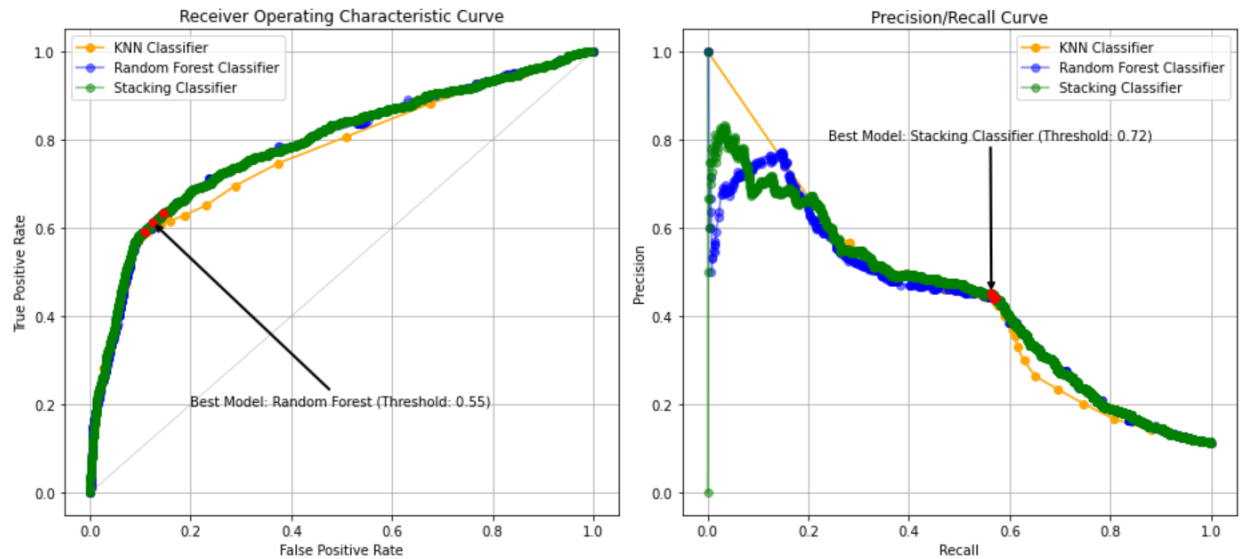 Receiver Operating Characteristic Curve
KNN Classifier
Random Forest Classifier
Stacking Classifier
Best Model: Random Forest (Threshold: 0.55)
True Positive Rate
1.0
0.8
0.6
0.4
0.2
0.0
0.0 0.2 0.4 0.6 0.8 1.0
False Positive Rate
Precision/Recall Curve
KNN Classifier
Random Forest Classifier
Stacking Classifier
Best Model: Stacking Classifier (Threshold: 0.72)
Precision
1.0
0.8
0.6
0.4
0.2
0.0
0.0 0.2 0.4 0.6 0.8 1.0
Recall